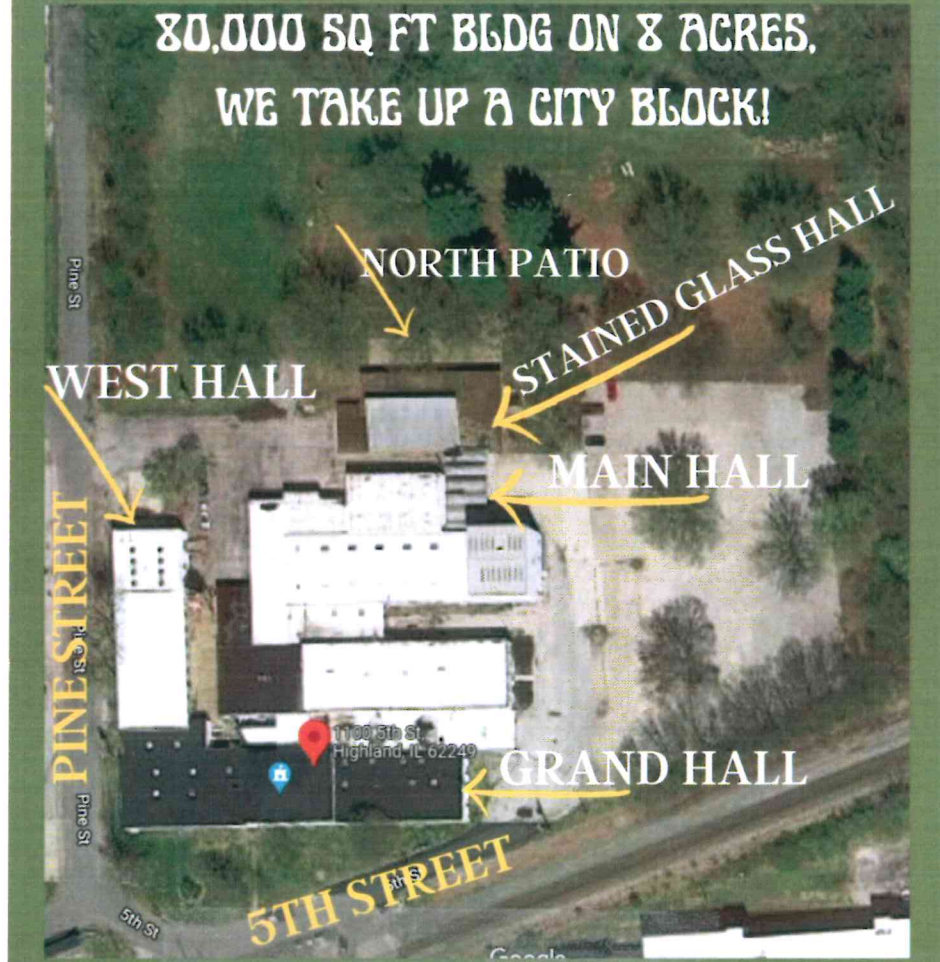 80,000 SQ FT BLDG ON 8 ACRES,
WE TAKE UP A CITY BLOCK!
NORTH PATIO
STAINED GLASS HALL
Pine St
WEST HALL
MAIN HALL
PINE STREET
Pine St
1100 5th St,
Highland, IL 62249
GRAND HALL
Pine St
5TH STREET
5th St
5th St
Google